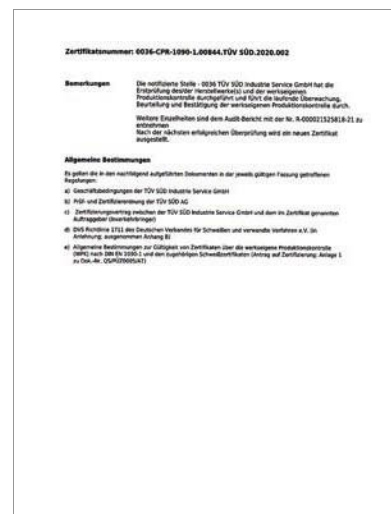 Zertifikatsnummer: 0036-CPR-1090-1.00844.TÜV SÜD.2020.002
Bemerkungen
Die notifizierte Stelle - 0036 TÜV SÜD Industrie Service GmbH hat die
Erstprüfung des/der Herstellwerke(s) und der werkseigenen
Produktionskontrolle durchgeführt und führt die laufende Überwachung,
Beurteilung und Bestätigung der werkseigenen Produktionskontrolle durch.
Weitere Einzelheiten sind dem Audit-Bericht mit der Nr. R-000021525818-21 zu
entnehmen
Nach der nächsten erfolgreichen Überprüfung wird ein neues Zertifikat
ausgestellt.
Allgemeine Bestimmungen
Es gelten die in den nachfolgend aufgeführten Dokumenten in der jeweils gültigen Fassung getroffenen
Regelungen:
a) Geschäftsbedingungen der TÜV SÜD Industrie Service GmbH
b) Prüf- und Zertifizierordnung der TÜV SÜD AG
c) Zertifizierungsvertrag zwischen der TÜV SÜD Industrie Service GmbH und dem im Zertifikat genannten
Auftraggeber (Inverkehrbringer)
d) DVS Richtlinie 1711 des Deutschen Verbandes für Schweißen und verwandte Verfahren e.V. (in
Anlehnung; ausgenommen Anhang B)
e) Allgemeine Bestimmungen zur Gültigkeit von Zertifikaten über die werkseigene Produktionskontrolle
(WPK) nach DIN EN 1090-1 und den zugehörigen Schweißzertifikaten (Antrag auf Zertifizierung; Anlage 1
zu Dok.-Nr.